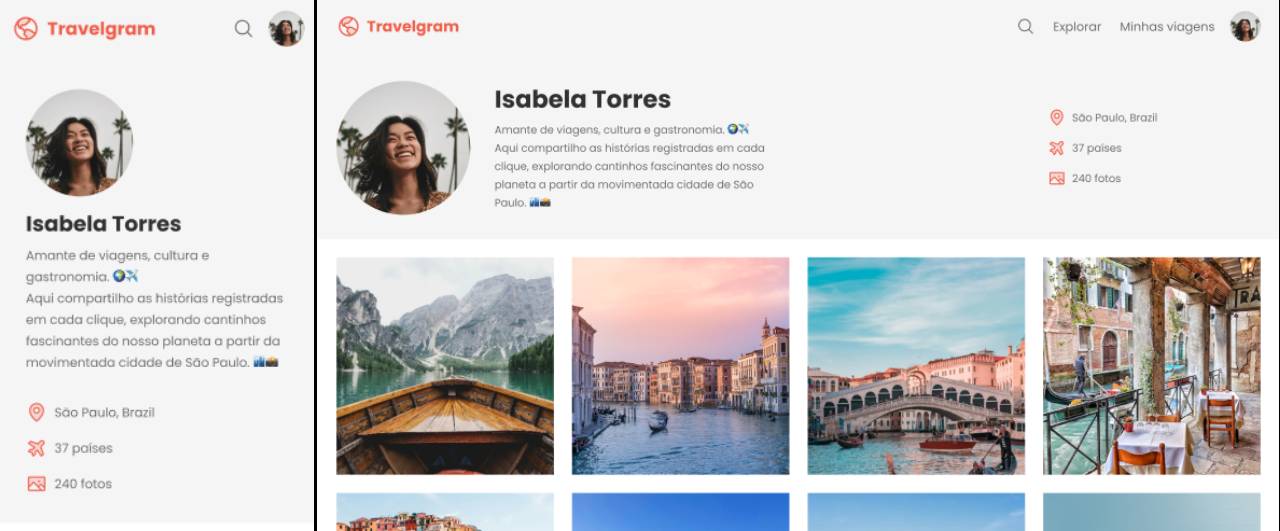 Travelgram
Isabela Torres
Amante de viagens, cultura e
gastronomia. 🌍✈️
Aqui compartilho as histórias registradas
em cada clique, explorando cantinhos
fascinantes do nosso planeta a partir da
movimentada cidade de São Paulo. 🏙️📸
São Paulo, Brazil
37 países
240 fotos
Travelgram
Explorar
Minhas viagens
Isabela Torres
Amante de viagens, cultura e gastronomia. 🌍✈️
Aqui compartilho as histórias registradas em cada
clique, explorando cantinhos fascinantes do nosso
planeta a partir da movimentada cidade de São
Paulo. 🏙️📸
São Paulo, Brazil
37 países
240 fotos
TRA